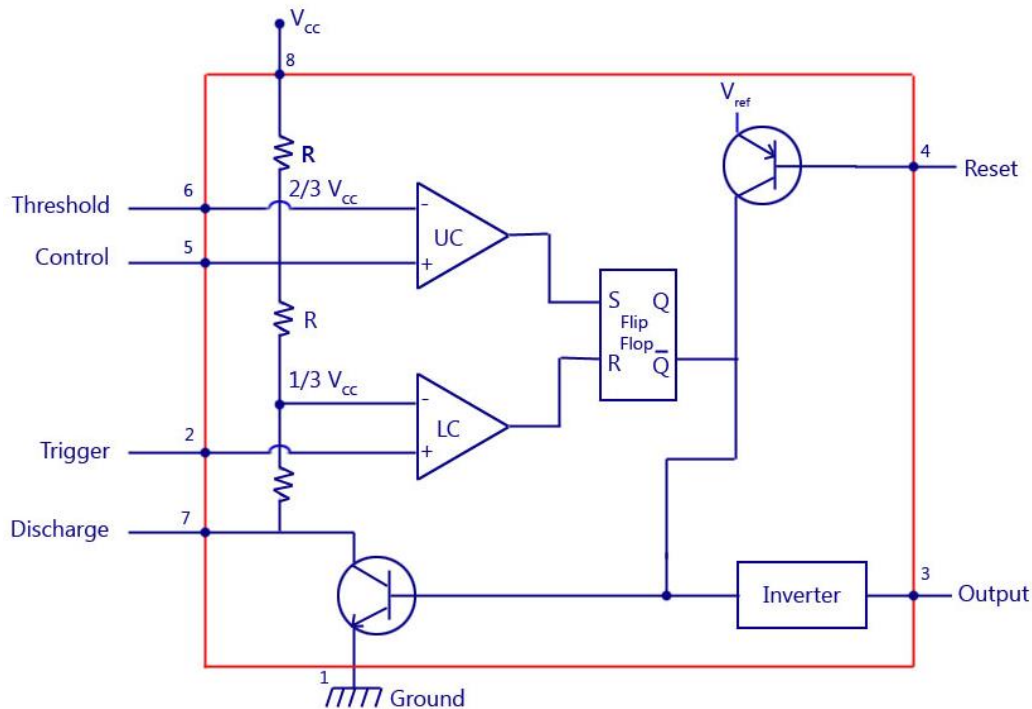 Vcc
8
R
Vref
4
Reset
6
2/3 Vcc
Threshold
-
UC
5
Control
+
S Q
Flip
Flop
R Q̅
R
1/3 Vcc
-
LC
2
Trigger
+
7
Discharge
Inverter
3
Output
1
Ground